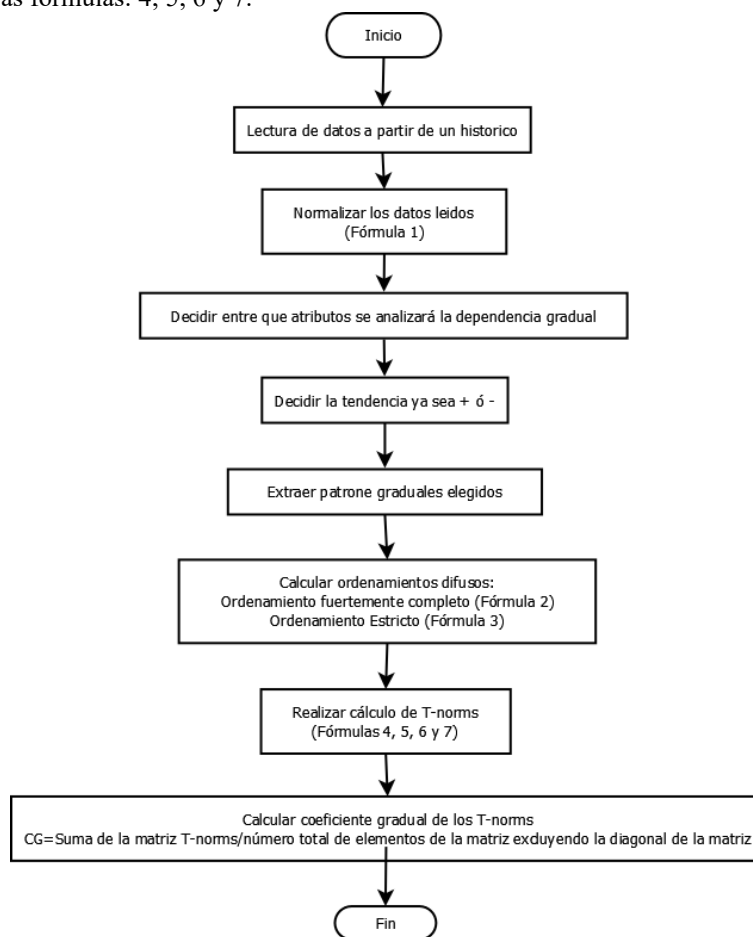 as fórmulas: 4, 5, 6 y 7.
Inicio
Lectura de datos a partir de un historico
Normalizar los datos leidos
(Fórmula 1)
Decidir entre que atributos se analizará la dependencia gradual
Decidir la tendencia ya sea + ó -
Extraer patrone graduales elegidos
Calcular ordenamientos difusos:
Ordenamiento fuertemente completo (Fórmula 2)
Ordenamiento Estricto (Fórmula 3)
Realizar cálculo de T-norms
(Fórmulas 4, 5, 6 y 7)
Calcular coeficiente gradual de los T-norms
CG=Suma de la matriz T-norms/número total de elementos de la matriz excluyendo la diagonal de la matriz
Fin